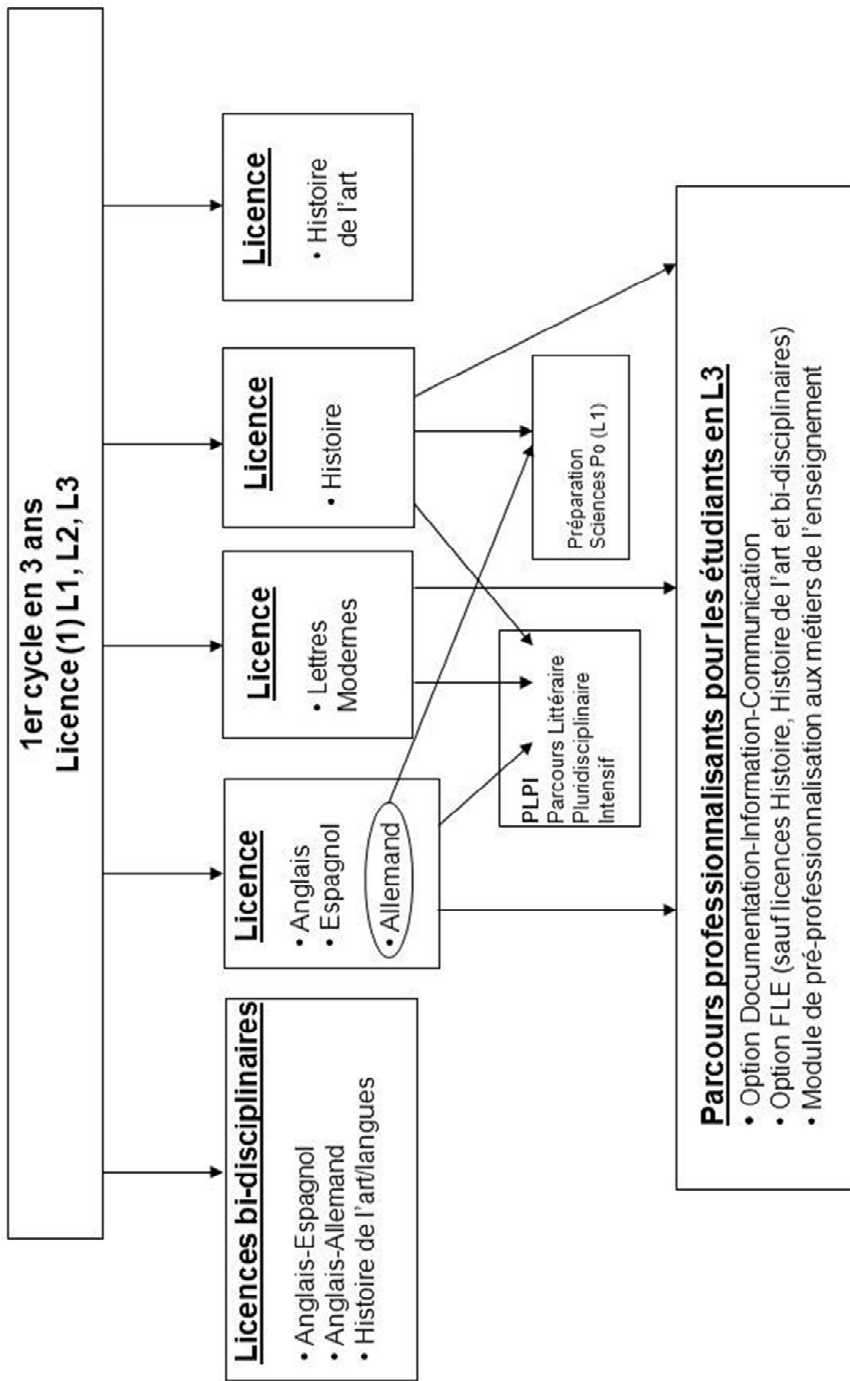 1er cycle en 3 ans
Licence(1) L1, L2, L3
Licences bi-disciplinaires
• Anglais-Espagnol
• Anglais-Allemand
• Histoire de l'art/langues
Licence
• Anglais
• Espagnol
• Allemand
Licence
• Lettres
Modernes
Licence
• Histoire
Licence
• Histoire
de l'art
PLPI
Parcours Littéraire
Pluridisciplinaire
Intensif
Préparation
Sciences Po (L1)
Parcours professionnalisants pour les étudiants en L3
• Option Documentation-Information-Communication
• Option FLE (sauf licences Histoire, Histoire de l'art et bi-disciplinaires)
• Module de pré-professionnalisation aux métiers de l'enseignement